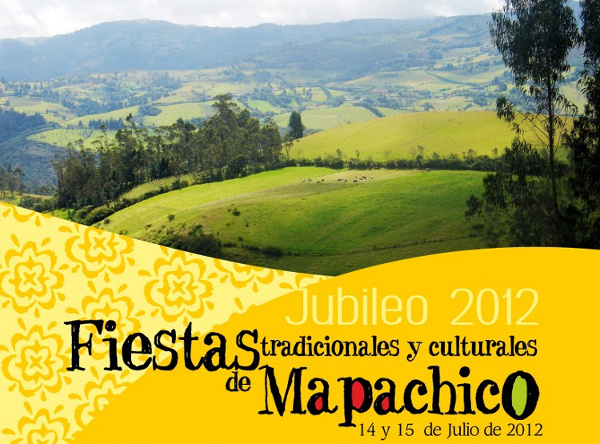 Jubileo 2012
Fiestas tradicionales y culturales
de Mapachico
14 y 15 de Julio de 2012